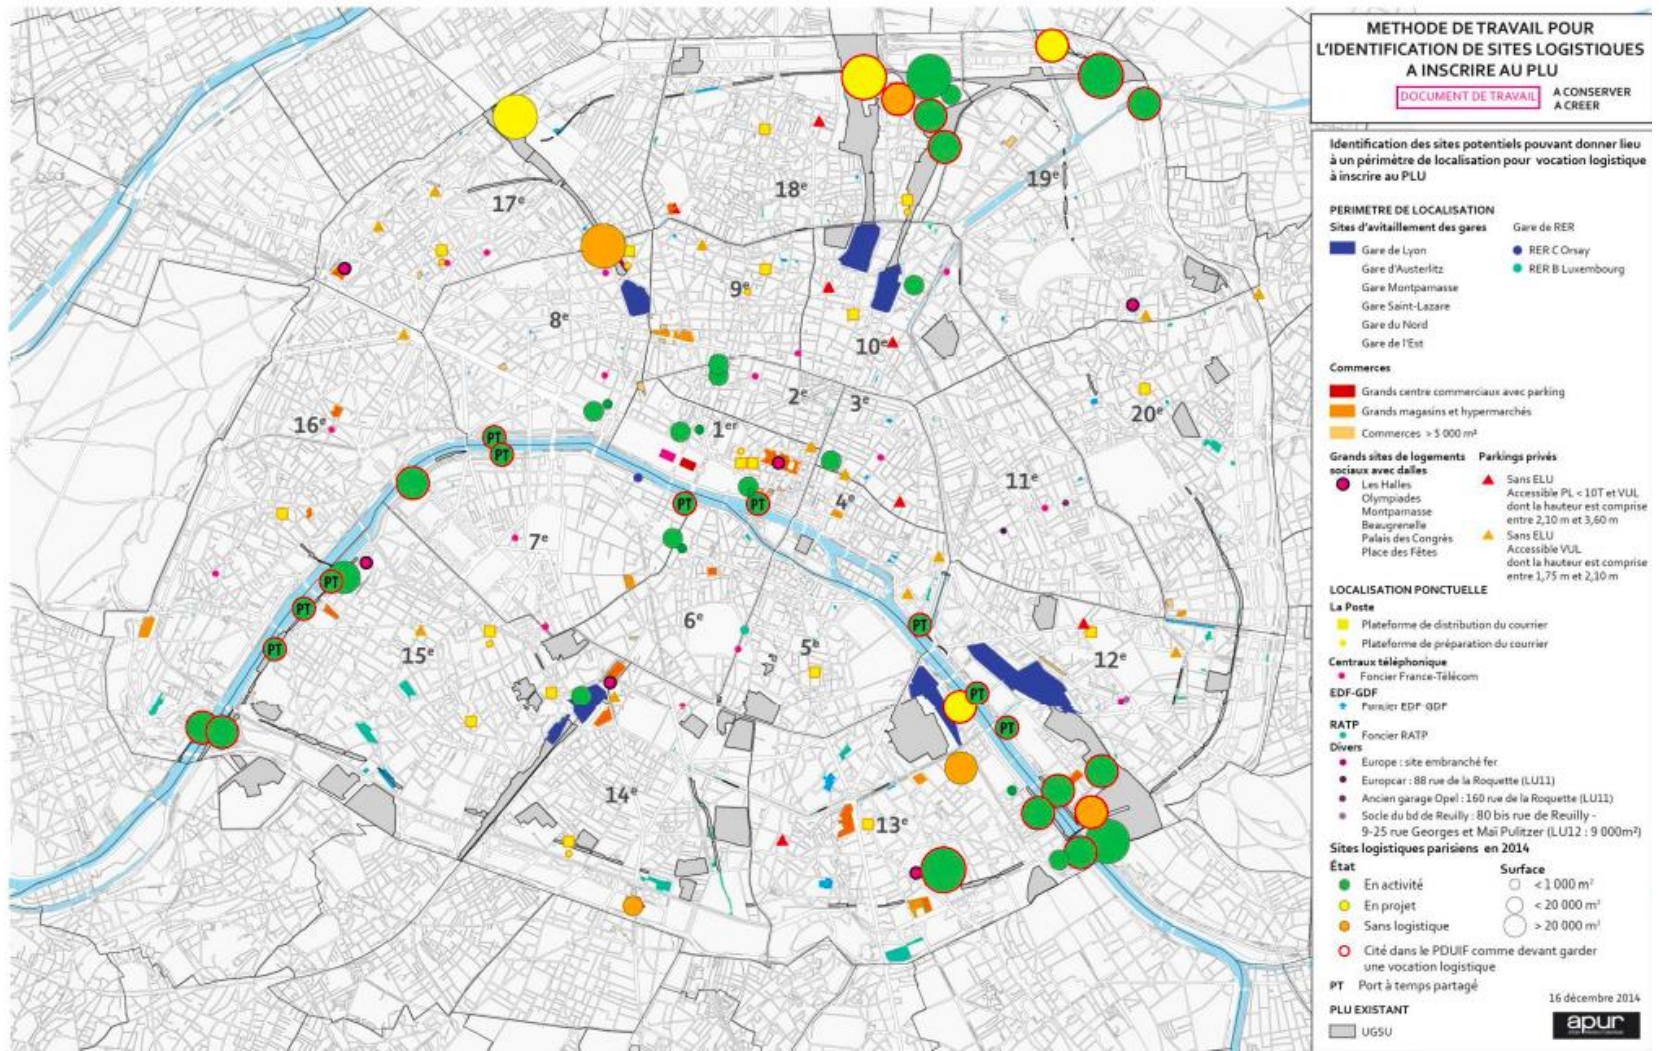 METHODE DE TRAVAIL POUR
L'IDENTIFICATION DE SITES LOGISTIQUES
A INSCRIRE AU PLU
DOCUMENT DE TRAVAIL
A CONSERVER
A CREER
Identification des sites potentiels pouvant donner lieu
à un périmètre de localisation pour vocation logistique
à inscrire au PLU
PERIMETRE DE LOCALISATION
Sites d'avitaillement des gares
Gare de Lyon
Gare d'Austerlitz
Gare Montparnasse
Gare Saint-Lazare
Gare du Nord
Gare de l'Est
Gare de RER
RER C Orsay
RER B Luxembourg
Commerces
Grands centre commerciaux avec parking
Grands magasins et hypermarchés
Commerces > 5 000 m²
Grands sites de logements
sociaux avec dalles
Les Halles
Olympiades
Montparnasse
Beaugrenelle
Palais des Congrès
Place des Fêtes
Parkings privés
Sans ELU
Accessible PL < 10T et VUL
dont la hauteur est comprise
entre 2,10 m et 3,60 m
Sans ELU
Accessible VUL
dont la hauteur est comprise
entre 1,75 m et 2,10 m
LOCALISATION PONCTUELLE
La Poste
Plateforme de distribution du courrier
Plateforme de préparation du courrier
Centraux téléphonique
Foncier France-Télécom
EDF-GDF
Foncier EDF-GDF
RATP
Foncier RATP
Divers
Europe : site embranché fer
Europcar : 88 rue de la Roquette (LU11)
Ancien garage Opel : 160 rue de la Roquette (LU11)
Socle du bd de Reuilly : 80 bis rue de Reuilly -
9-25 rue Georges et Maï Pulitzer (LU12 : 9 000m²)
Sites logistiques parisiens en 2014
État
En activité
En projet
Sans logistique
Surface
< 1 000 m²
< 20 000 m²
> 20 000 m²
Cité dans le PDUIF comme devant garder
une vocation logistique
PT Port à temps partagé
PLU EXISTANT
UGSU
16 décembre 2014
apur
17e
18e
19e
8e
9e
10e
2e
3e
20e
16e
1er
4e
11e
7e
6e
5e
12e
15e
14e
13e
PT
PT
PT
PT
PT
PT
PT
PT
PT
PT